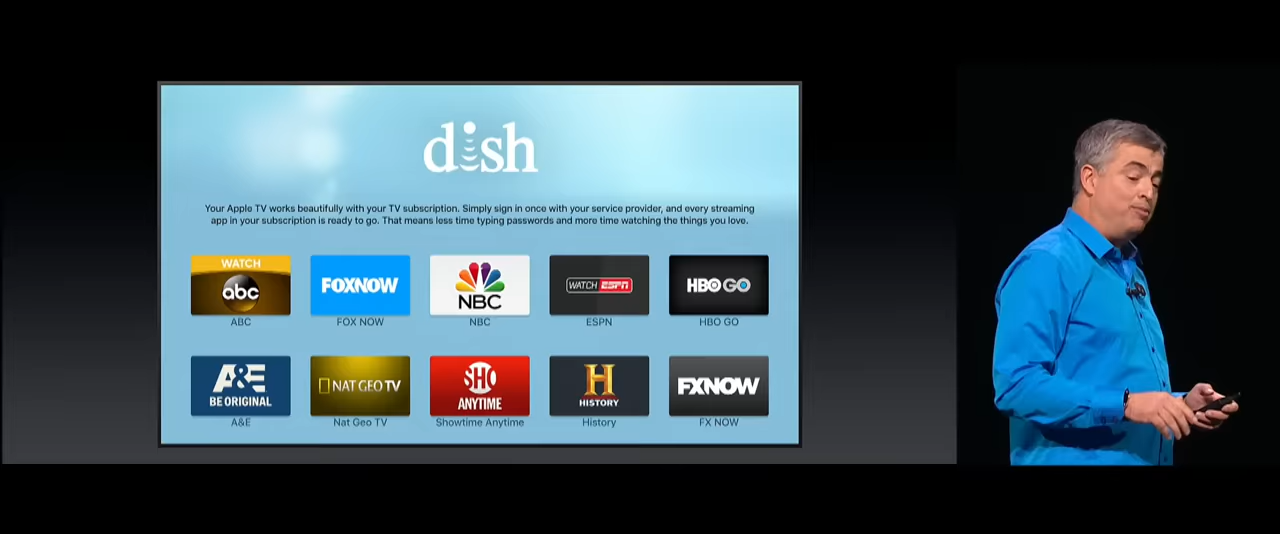 dish
Your Apple TV works beautifully with your TV subscription. Simply sign in once with your service provider, and every streaming
app in your subscription is ready to go. That means less time typing passwords and more time watching the things you love.
WATCH
abc
FOXNOW
NBC
WATCH ESPN
HBO GO
ABC
FOX NOW
NBC
ESPN
HBO GO
A&E
BE ORIGINAL
NAT GEO TV
SHO
ANYTIME
H
HISTORY
FXNOW
A&E
Nat Geo TV
Showtime Anytime
History
FX NOW